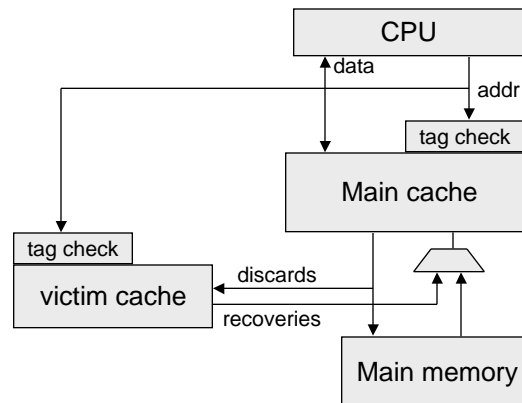 CPU
data
addr
tag check
Main cache
tag check
discards
victim cache
recoveries
Main memory